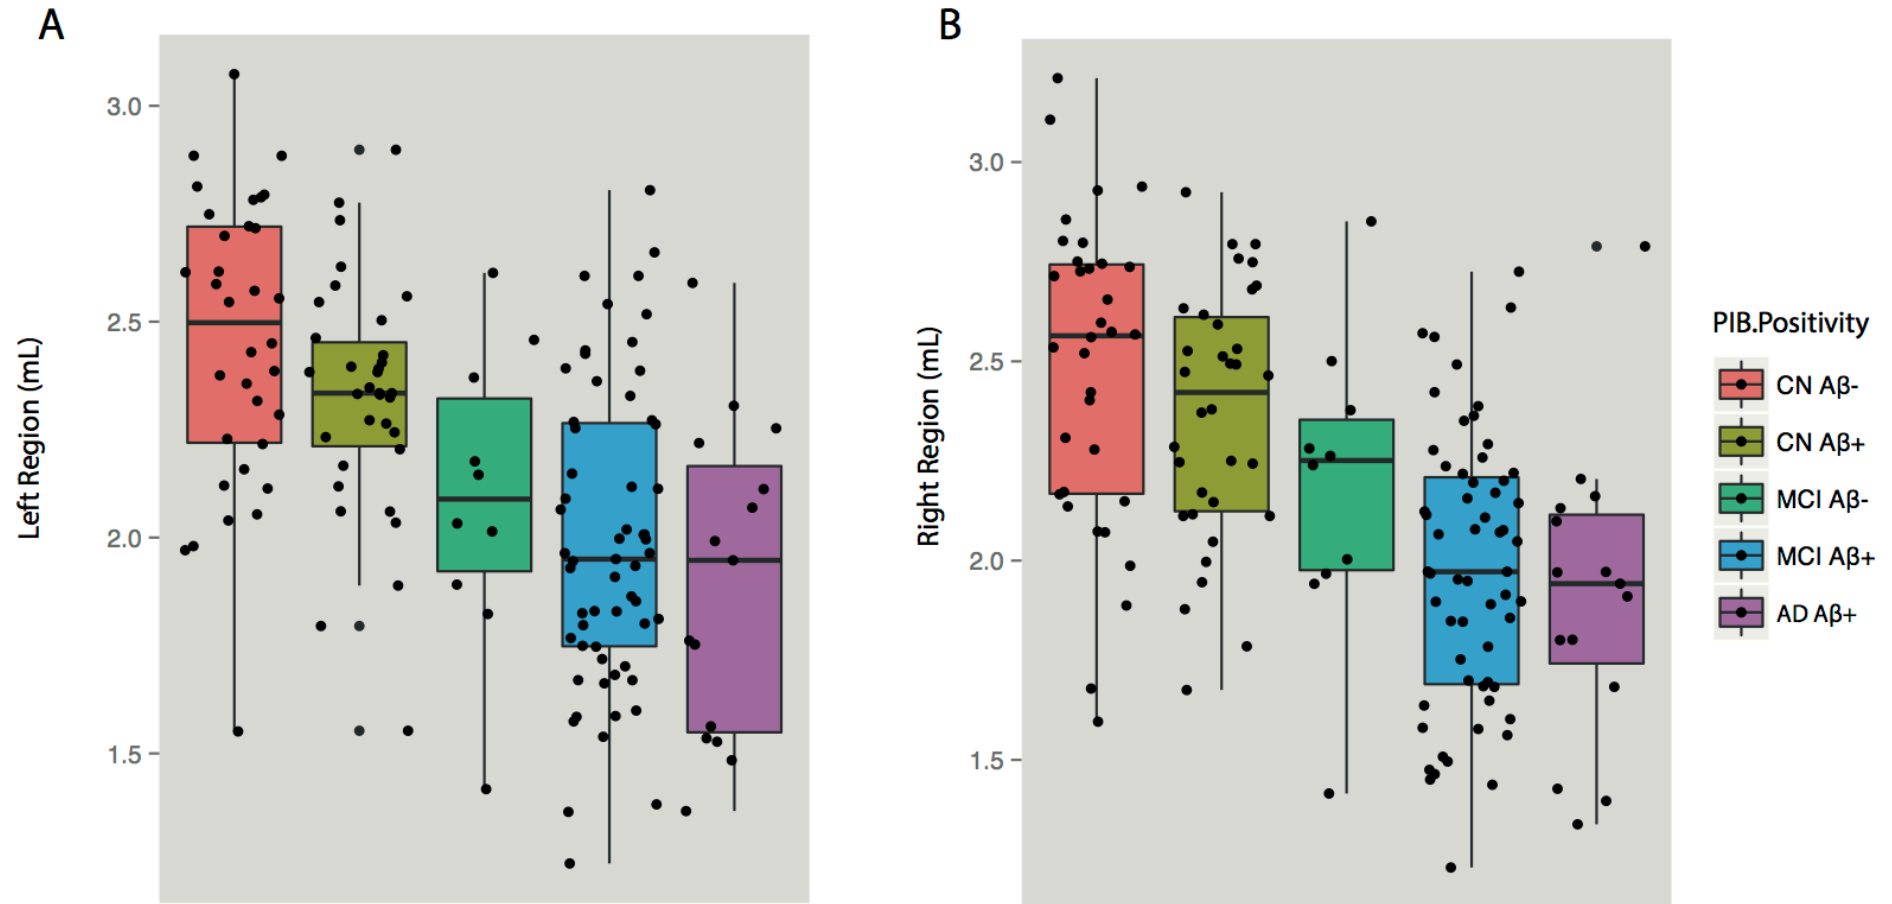 A
Left Region (mL)
3.0
2.5
2.0
1.5
B
Right Region (mL)
3.0
2.5
2.0
1.5
PIB.Positivity
CN Aβ-
CN Aβ+
MCI Aβ-
MCI Aβ+
AD Aβ+